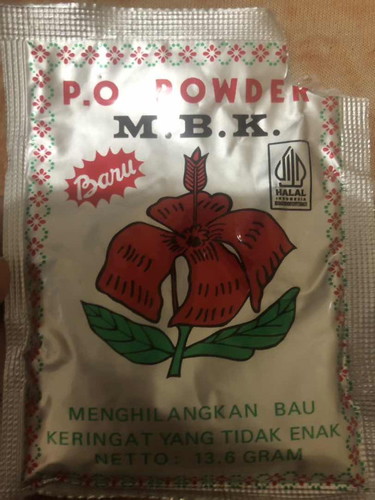 P.O POWDER
M.B.K.
Baru
HALAL
INDONESIA
MENGHILANGKAN BAU
KERINGAT YANG TIDAK ENAK
NETTO: 13,6 GRAM